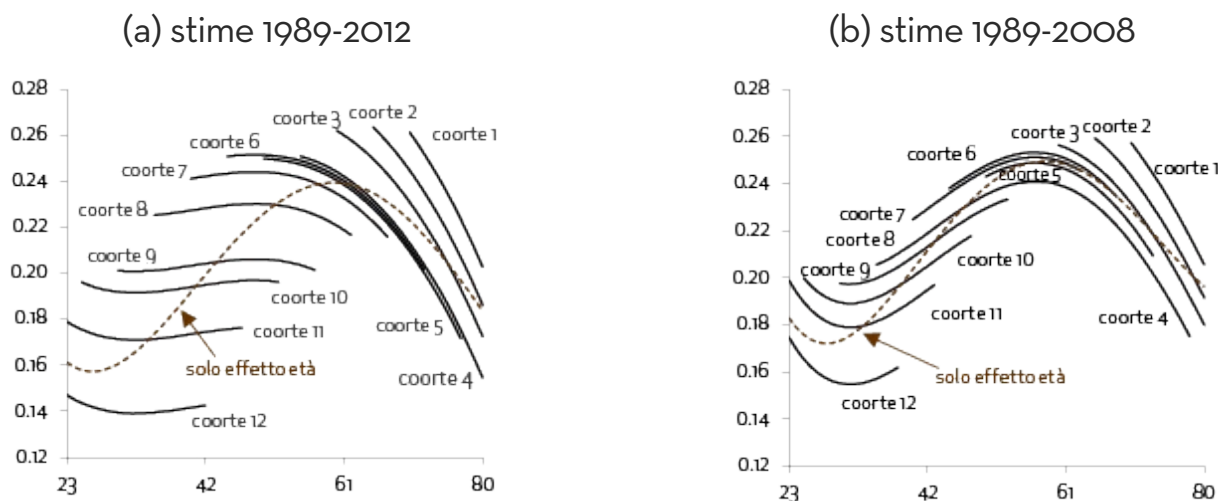 (a) stime 1989-2012
0.28
0.26
0.24
0.22
0.20
0.18
0.16
0.14
0.12
23
42
61
80
coorte 1
coorte 2
coorte 3
coorte 6
coorte 7
coorte 8
coorte 9
coorte 10
coorte 11
coorte 5
solo effetto età
coorte 4
coorte 12
(b) stime 1989-2008
0.28
0.26
0.24
0.22
0.20
0.18
0.16
0.14
0.12
23
42
61
80
coorte 2
coorte 3
coorte 6
coorte 1
coorte 5
coorte 7
coorte 8
coorte 9
coorte 10
coorte 11
coorte 4
solo effetto età
coorte 12